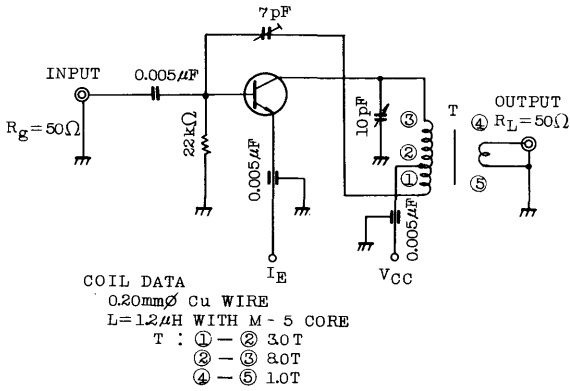 7pF
INPUT
0.005µF
Rg=50Ω
22kΩ
0.005µF
10pF
③
②
①
T
④
⑤
OUTPUT
RL=50Ω
0.005µF
IE
VCC
COIL DATA
0.20mmØ Cu WIRE
L=1.2µH WITH M-5 CORE
T : ① — ② 3.0T
② — ③ 8.0T
④ — ⑤ 1.0T